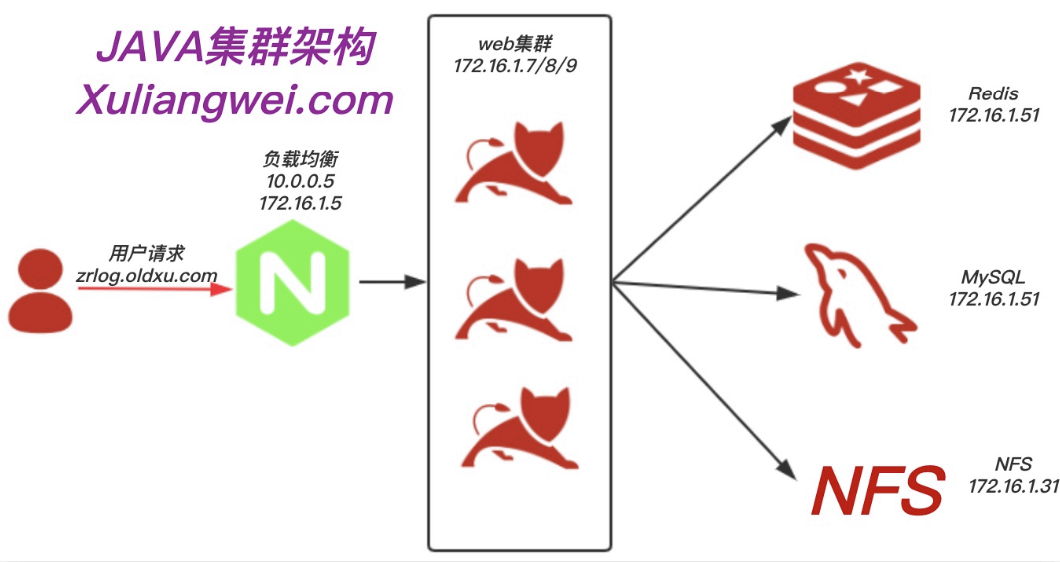 JAVA集群架构
Xuliangwei.com
负载均衡
10.0.0.5
172.16.1.5
用户请求
zrlog.oldxu.com
N
web集群
172.16.1.7/8/9
Redis
172.16.1.51
MySQL
172.16.1.51
NFS
NFS
172.16.1.31